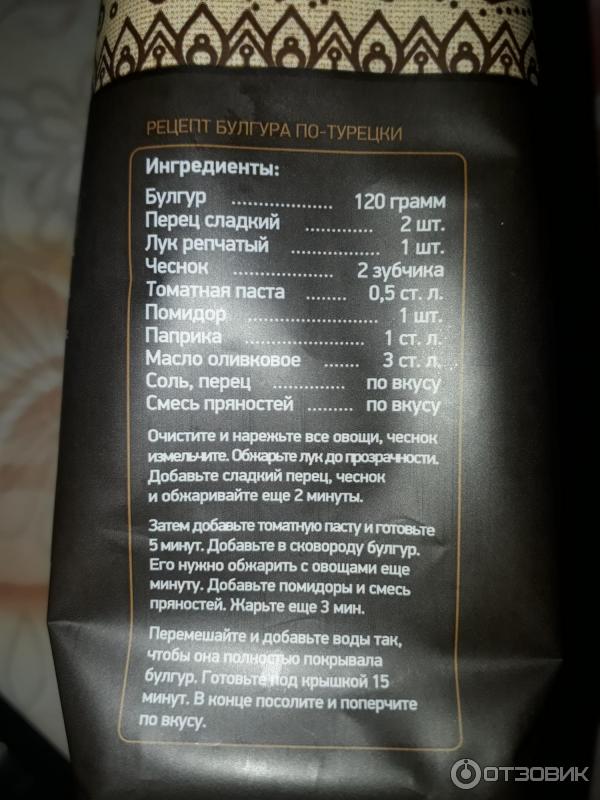 РЕЦЕПТ БУЛГУРА ПО-ТУРЕЦКИ
Ингредиенты:
Булгур ................ 120 грамм
Перец сладкий ........... 2 шт.
Лук репчатый ............. 1 шт.
Чеснок ................ 2 зубчика
Томатная паста ....... 0,5 ст. л.
Помидор ..................... 1 шт.
Паприка .................... 1 ст. л.
Масло оливковое ...... 3 ст. л.
Соль, перец ............ по вкусу
Смесь пряностей ........ по вкусу
Очистите и нарежьте все овощи, чеснок
измельчите. Обжарьте лук до прозрачности.
Добавьте сладкий перец, чеснок
и обжаривайте еще 2 минуты.
Затем добавьте томатную пасту и готовьте
5 минут. Добавьте в сковороду булгур.
Его нужно обжарить с овощами еще
минуту. Добавьте помидоры и смесь
пряностей. Жарьте еще 3 мин.
Перемешайте и добавьте воды так,
чтобы она полностью покрывала
булгур. Готовьте под крышкой 15
минут. В конце посолите и поперчите
по вкусу.
ОТЗОВИК